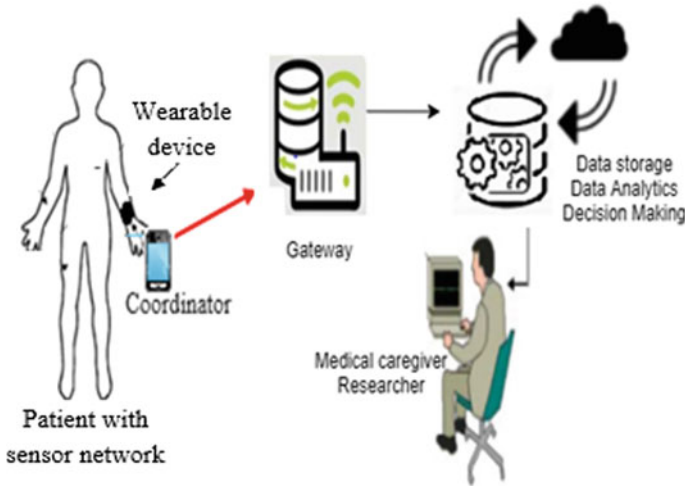 Wearable
device
Coordinator
Patient with
sensor network
Gateway
Data storage
Data Analytics
Decision Making
Medical caregiver
Researcher